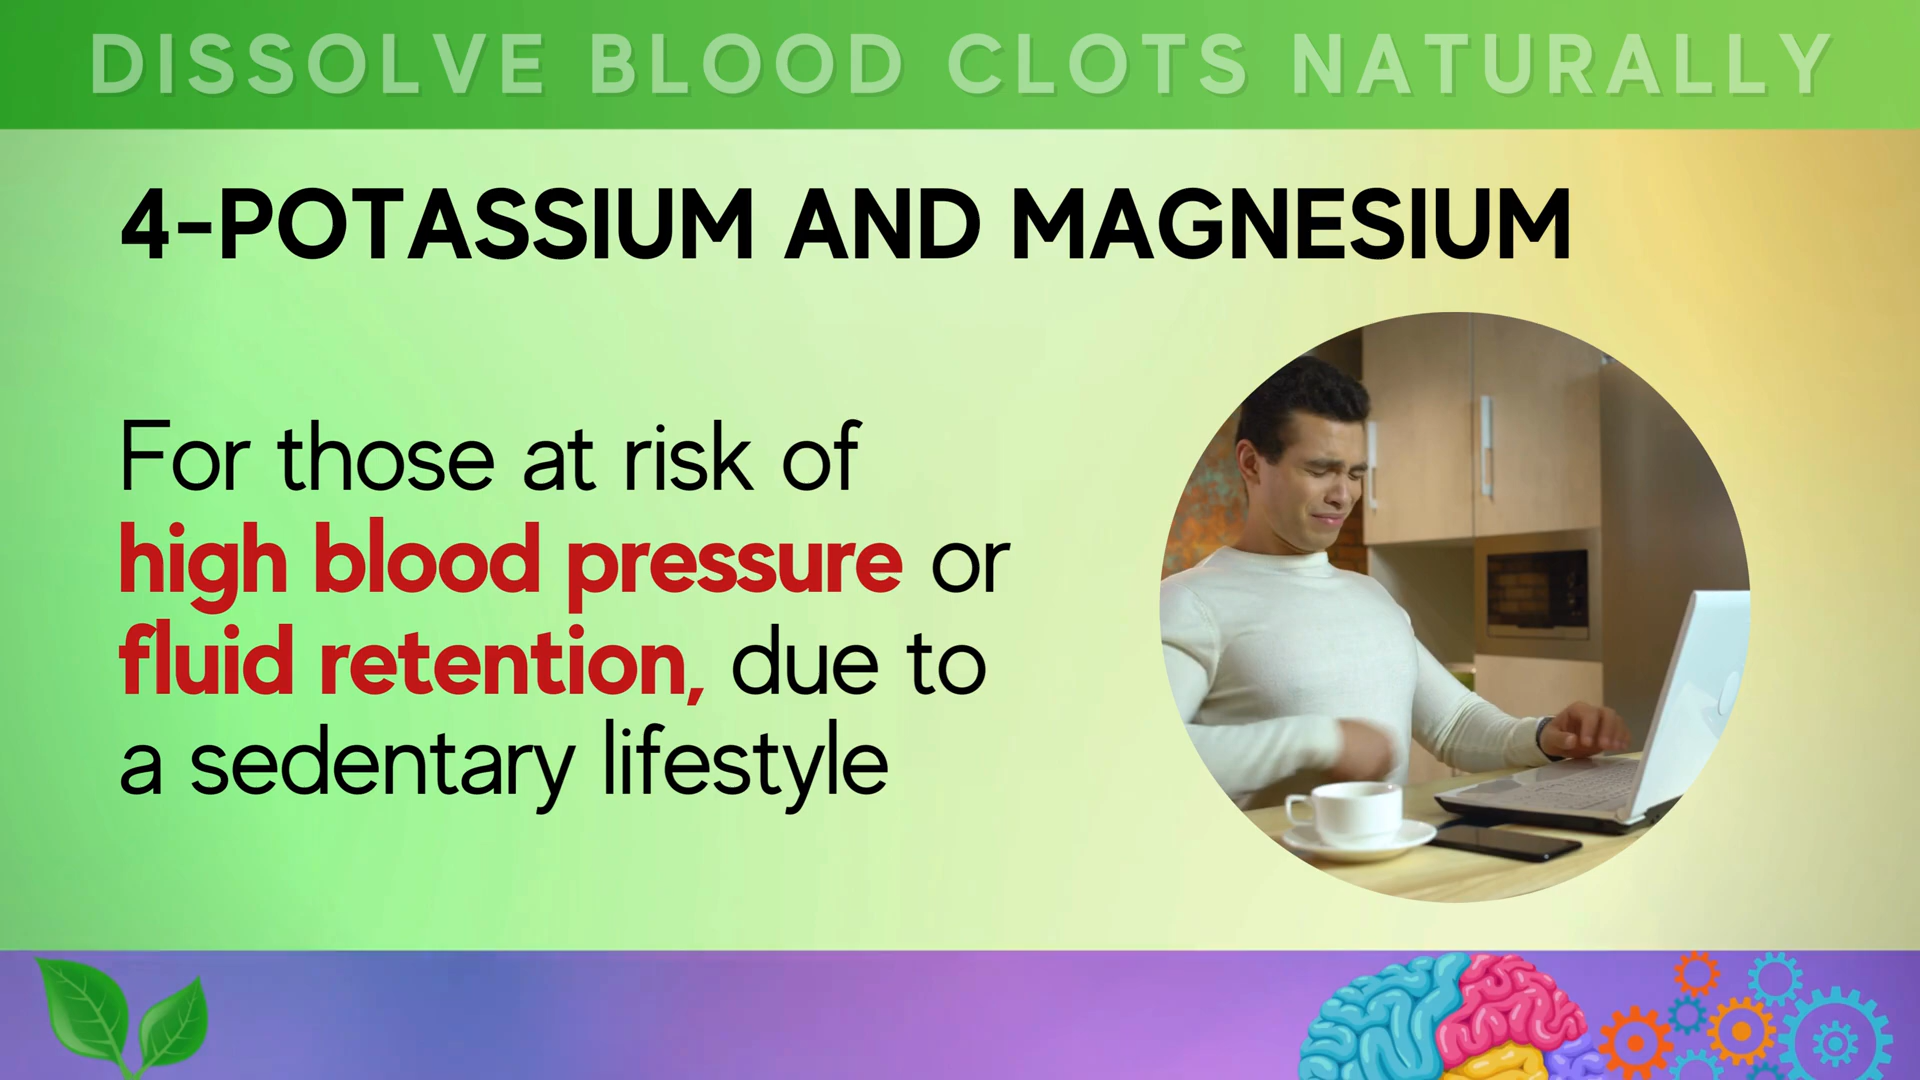 DISSOLVE BLOOD CLOTS NATURALLY
4-POTASSIUM AND MAGNESIUM
For those at risk of
high blood pressure or
fluid retention, due to
a sedentary lifestyle